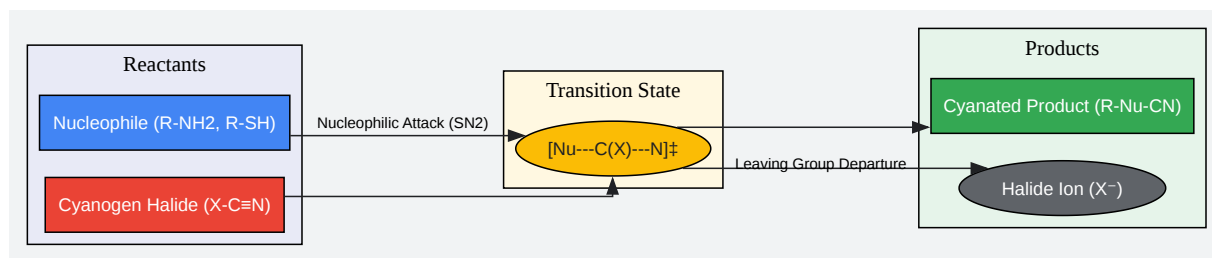 Reactants
Nucleophile (R-NH2, R-SH)
Cyanogen Halide (X-C≡N)
Nucleophilic Attack (SN2)
Transition State
[Nu---C(X)---N]‡
Leaving Group Departure
Products
Cyanated Product (R-Nu-CN)
Halide Ion (X⁻)